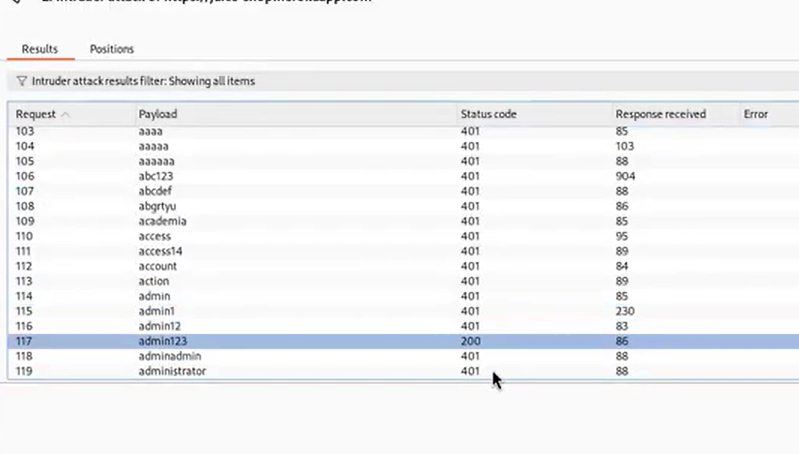 Results Positions
Intruder attack results filter: Showing all items
Request Payload Status code Response received Error
103 aaaa 401 85
104 aaaaa 401 103
105 aaaaaa 401 88
106 abc123 401 904
107 abcdef 401 88
108 abgrtyu 401 86
109 academia 401 85
110 access 401 95
111 access14 401 89
112 account 401 84
113 action 401 89
114 admin 401 85
115 admin1 401 230
116 admin12 401 83
117 admin123 200 86
118 adminadmin 401 88
119 administrator 401 88